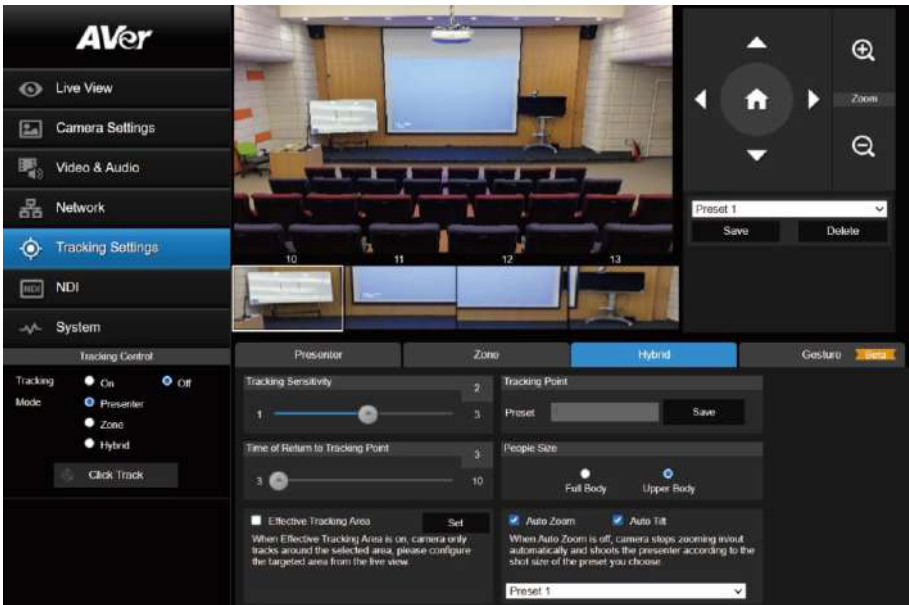 AVer
Live View
Camera Settings
Video & Audio
Network
Tracking Settings
NDI
NDI
System
Tracking Control
Tracking
On
Off
Mode
Presenter
Zone
Hybrid
Click Track
10
11
12
13
Zoom
Preset 1
Save
Delete
Presenter
Zone
Hybrid
Gesture
Beta
Tracking Sensitivity
2
1
3
Time of Return to Tracking Point
3
3
10
Effective Tracking Area
Set
When Effective Tracking Area is on, camera only
tracks around the selected area, please configure
the targeted area from the live view.
Tracking Point
Preset
Save
People Size
Full Body
Upper Body
Auto Zoom
Auto Tilt
When Auto Zoom is off, camera stops zooming in/out
automatically and shoots the presenter according to the
shot size of the preset you choose.
Preset 1